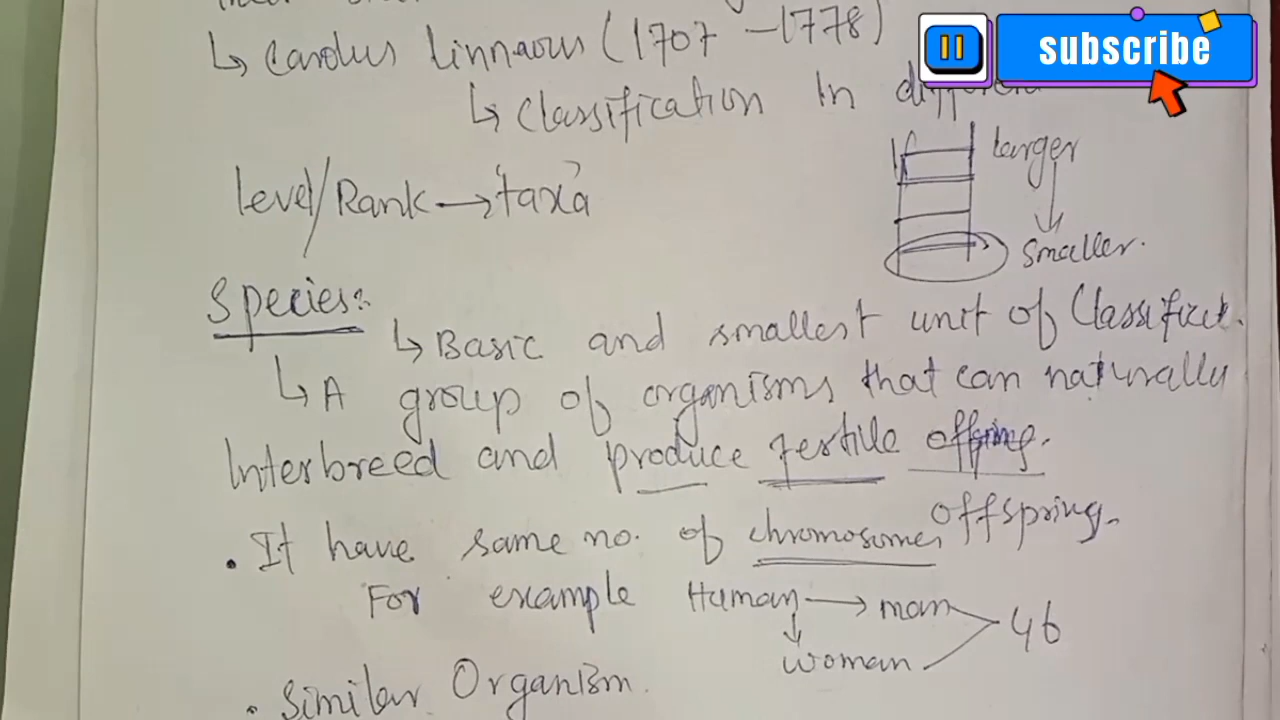 ↳ Carolus Linnaous (1707 - 1778)
subscribe
↳ Classification In
Level/Rank → 'taxa'
Larger
Smaller.
Species:
↳ Basic and smallest unit of Classificat.
↳ A group of organisms that can naturally
Interbreed and produce fertile offspring.
offspring.
• It have same no. of chromosomes
For example Human → man
46
↓
woman
• Similar Organism.